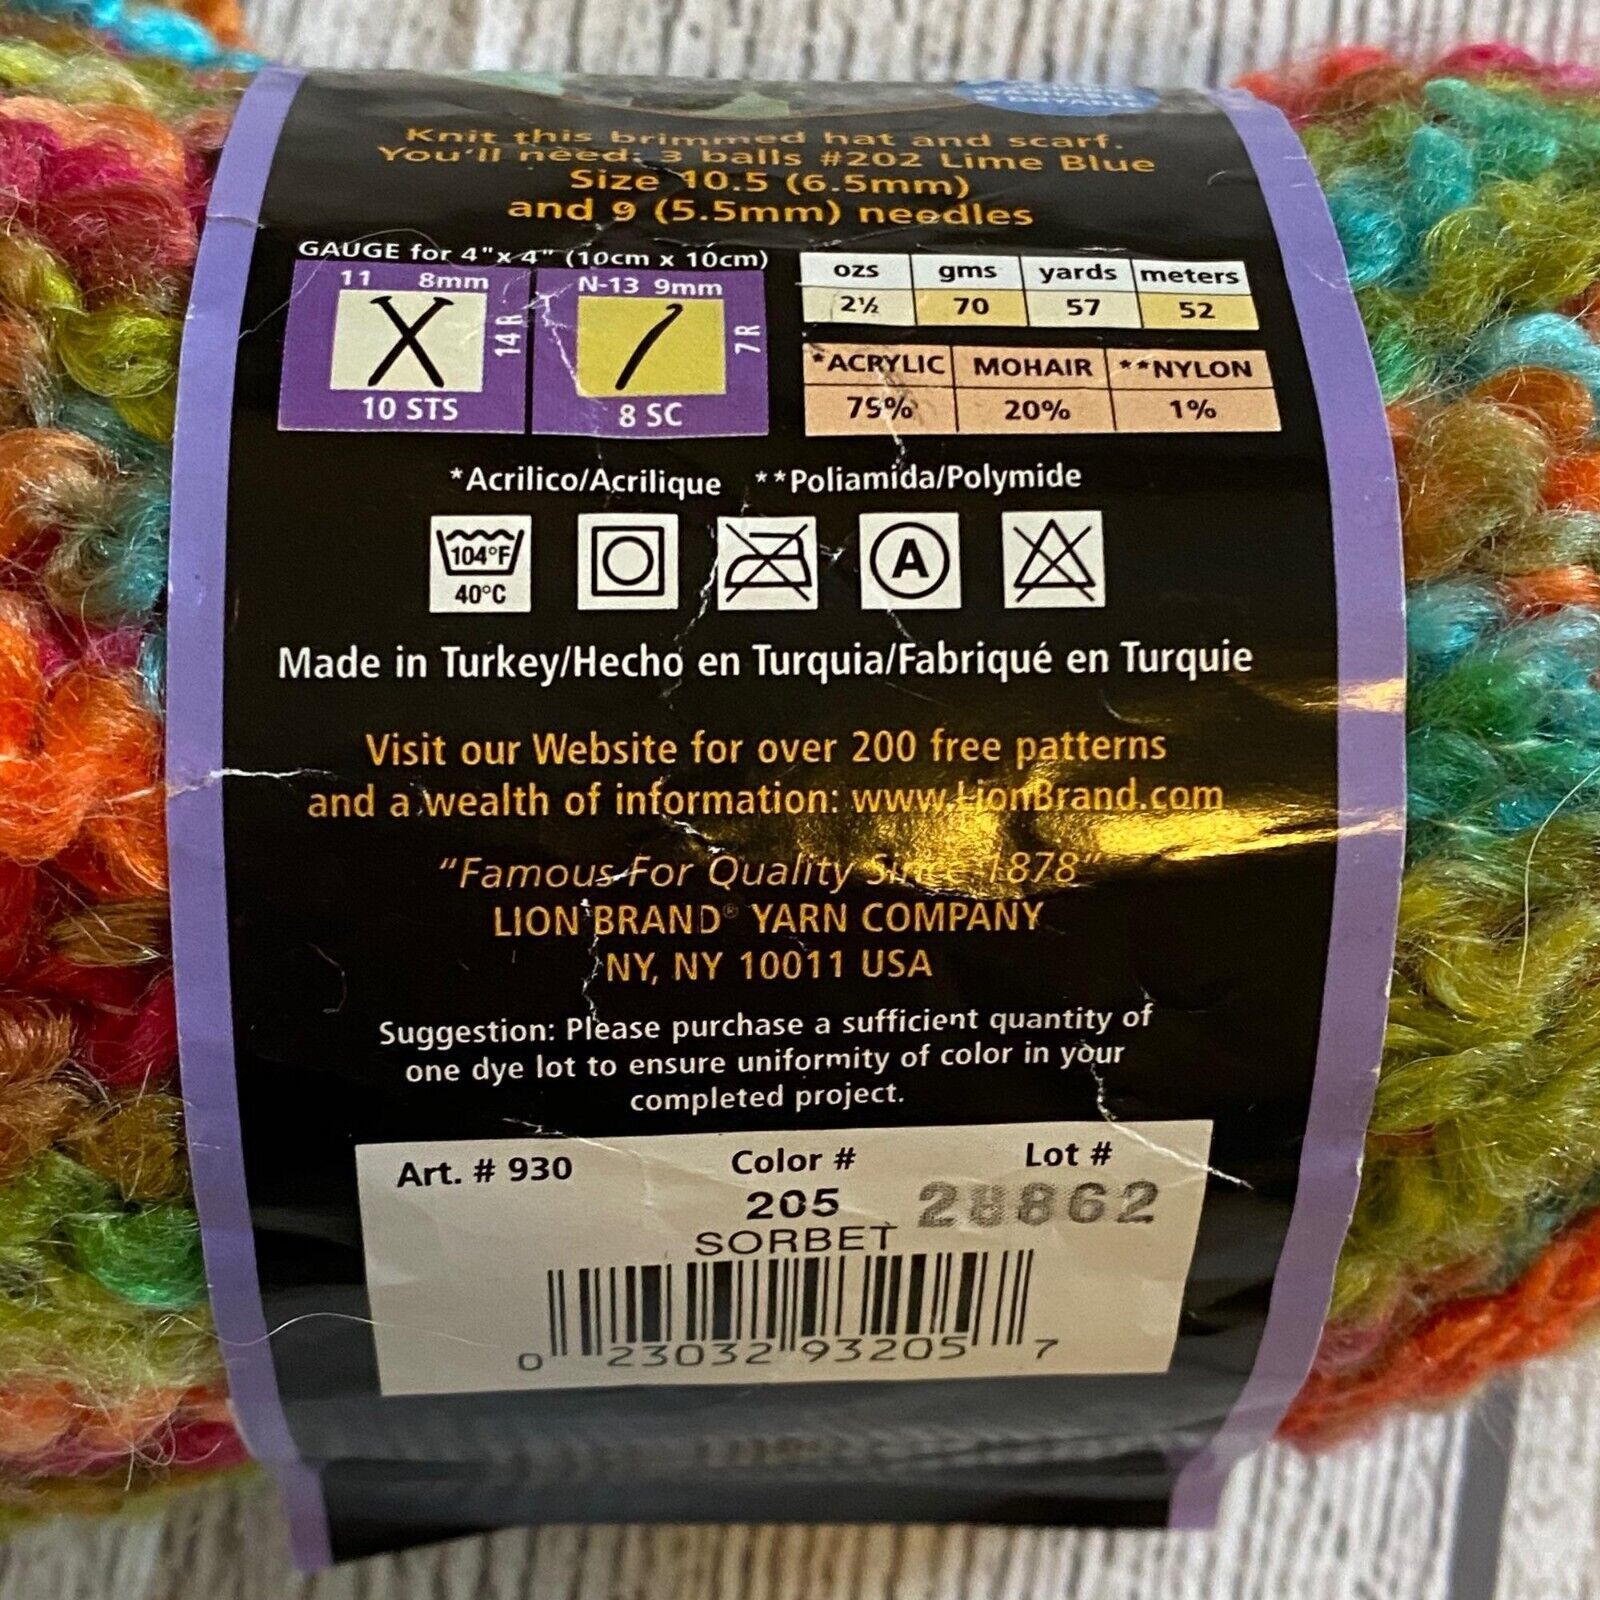 Knit this brimmed hat and scarf.
You'll need: 3 balls #202 Lime Blue
Size 10.5 (6.5mm)
and 9 (5.5mm) needles
GAUGE for 4"x 4" (10cm x 10cm)
11 8mm
14 R
10 STS
N-13 9mm
7 R
8 SC
ozs gms yards meters
2½ 70 57 52
*ACRYLIC MOHAIR **NYLON
79% 20% 1%
*Acrilico/Acrilique **Poliamida/Polymide
104°F
40°C
A
Made in Turkey/Hecho en Turquia/Fabriqué en Turquie
Visit our Website for over 200 free patterns
and a wealth of information: www.LionBrand.com
"Famous For Quality Since 1878"
LION BRAND® YARN COMPANY
NY, NY 10011 USA
Suggestion: Please purchase a sufficient quantity of
one dye lot to ensure uniformity of color in your
completed project.
Art. # 930 Color # Lot #
205 28862
SORBET
0 23032 93205 7